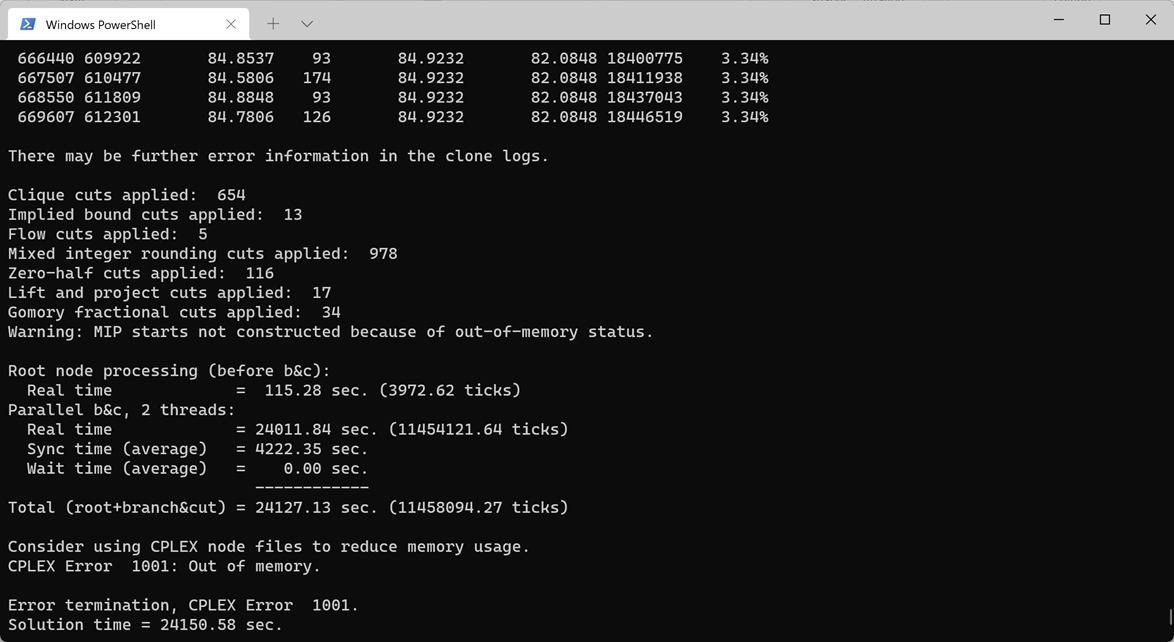 Windows PowerShell
666440 609922 84.8537 93 84.9232 82.0848 18400775 3.34%
667507 610477 84.5806 174 84.9232 82.0848 18411938 3.34%
668550 611809 84.8848 93 84.9232 82.0848 18437043 3.34%
669607 612301 84.7806 126 84.9232 82.0848 18446519 3.34%
There may be further error information in the clone logs.
Clique cuts applied: 654
Implied bound cuts applied: 13
Flow cuts applied: 5
Mixed integer rounding cuts applied: 978
Zero-half cuts applied: 116
Lift and project cuts applied: 17
Gomory fractional cuts applied: 34
Warning: MIP starts not constructed because of out-of-memory status.
Root node processing (before b&c):
Real time = 115.28 sec. (3972.62 ticks)
Parallel b&c, 2 threads:
Real time = 24011.84 sec. (11454121.64 ticks)
Sync time (average) = 4222.35 sec.
Wait time (average) = 0.00 sec.
------------
Total (root+branch&cut) = 24127.13 sec. (11458094.27 ticks)
Consider using CPLEX node files to reduce memory usage.
CPLEX Error 1001: Out of memory.
Error termination, CPLEX Error 1001.
Solution time = 24150.58 sec.